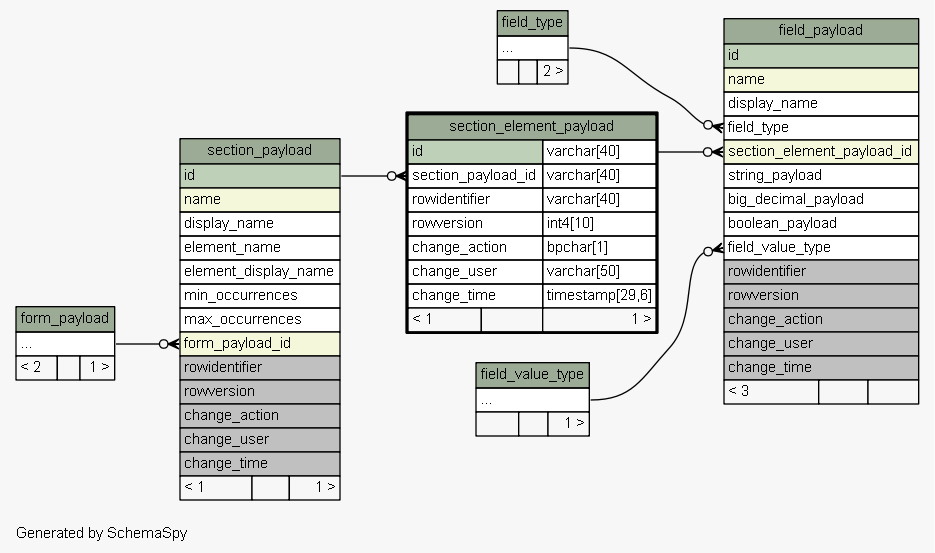 field_type
...
2 >
field_payload
id
name
display_name
field_type
section_element_payload_id
string_payload
big_decimal_payload
boolean_payload
field_value_type
rowidentifier
rowversion
change_action
change_user
change_time
< 3
section_element_payload
id varchar[40]
section_payload_id varchar[40]
rowidentifier varchar[40]
rowversion int4[10]
change_action bpchar[1]
change_user varchar[50]
change_time timestamp[29,6]
< 1 1 >
section_payload
id
name
display_name
element_name
element_display_name
min_occurrences
max_occurrences
form_payload_id
rowidentifier
rowversion
change_action
change_user
change_time
< 1 1 >
form_payload
...
< 2 1 >
field_value_type
...
1 >
Generated by SchemaSpy